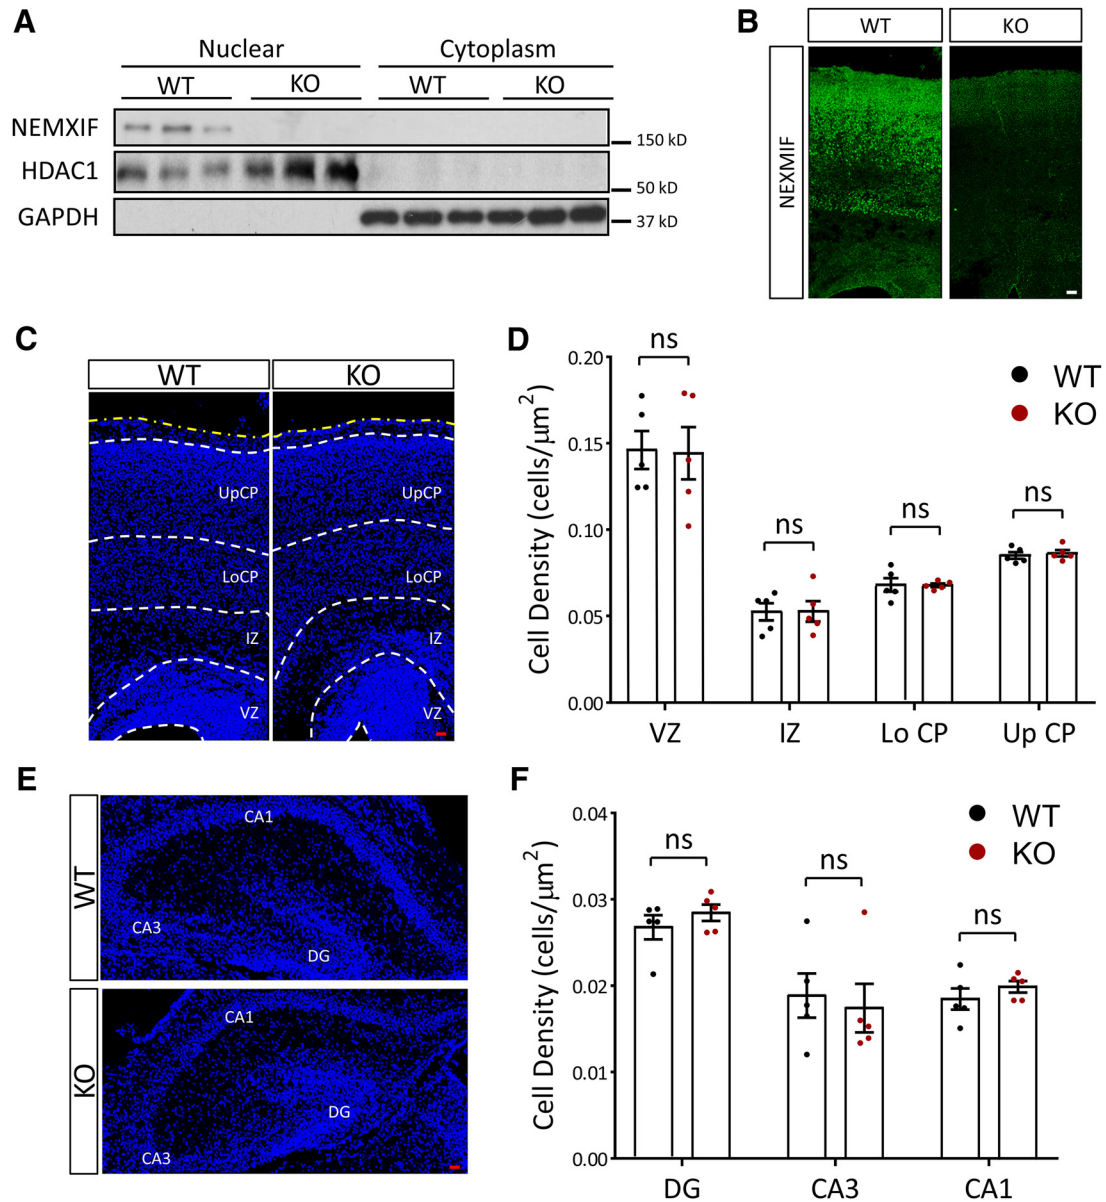 A
Nuclear Cytoplasm
WT KO WT KO
NEMXIF
150 kD
HDAC1
50 kD
GAPDH
37 kD
B
WT KO
NEXMIF
C
WT KO
UpCP UpCP
LoCP LoCP
IZ IZ
VZ VZ
D
Cell Density (cells/μm²)
0.20
0.15
0.10
0.05
0.00
ns
ns
ns
ns
WT
KO
VZ IZ Lo CP Up CP
E
WT
CA1
CA3
DG
KO
CA1
DG
CA3
F
Cell Density (cells/μm²)
0.04
0.03
0.02
0.01
0.00
ns
ns
ns
WT
KO
DG CA3 CA1